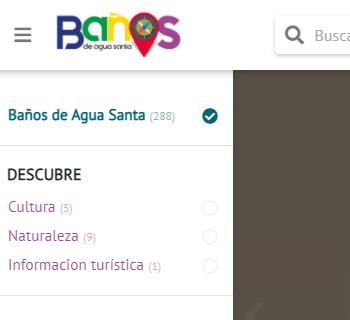 Baños
de agua santa
Busca
Baños de Agua Santa (288)
DESCUBRE
Cultura (5)
Naturaleza (9)
Informacion turística (1)